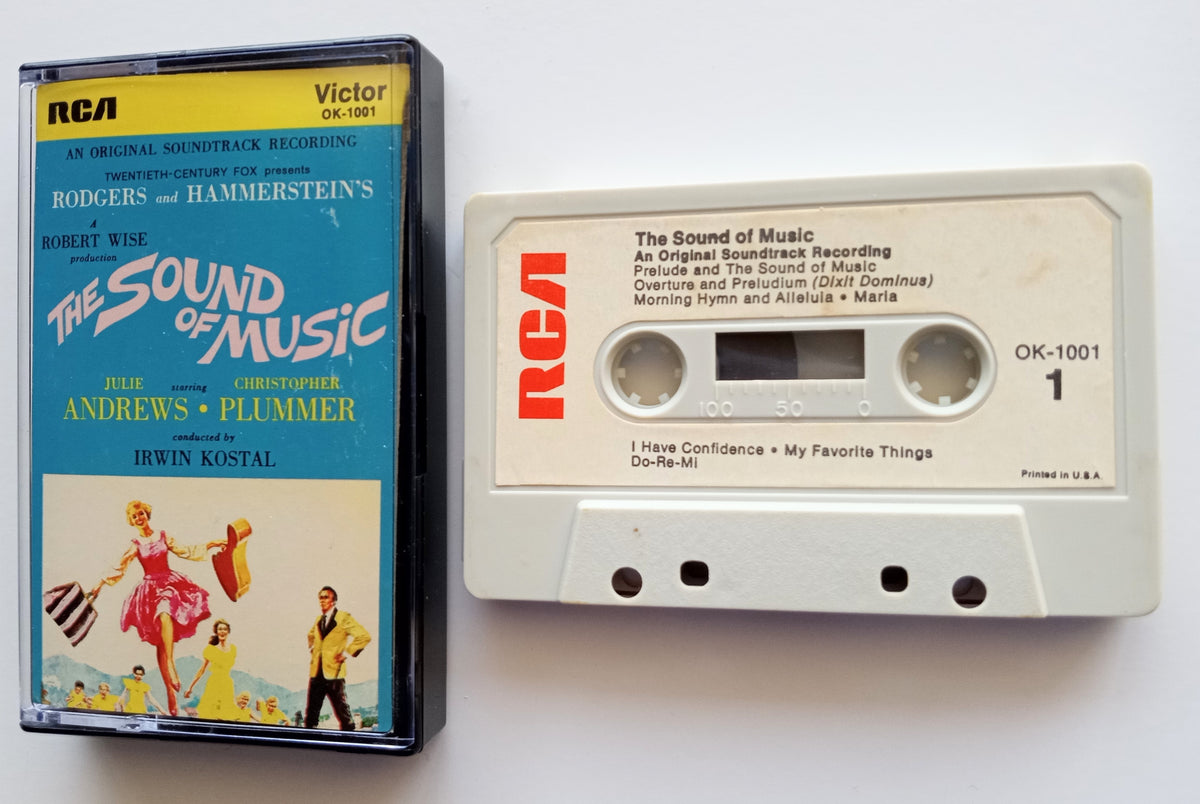 RCA
Victor
OK-1001
AN ORIGINAL SOUNDTRACK RECORDING
TWENTIETH-CENTURY FOX presents
RODGERS and HAMMERSTEIN'S
A
ROBERT WISE
production
THE SOUND
OF MUSIC
JULIE starring CHRISTOPHER
ANDREWS • PLUMMER
conducted by
IRWIN KOSTAL
RCA
The Sound of Music
An Original Soundtrack Recording
Prelude and The Sound of Music
Overture and Preludium (Dixit Dominus)
Morning Hymn and Alleluia • Maria
OK-1001
1
100 50 0
I Have Confidence • My Favorite Things
Do-Re-Mi
Printed in U.S.A.